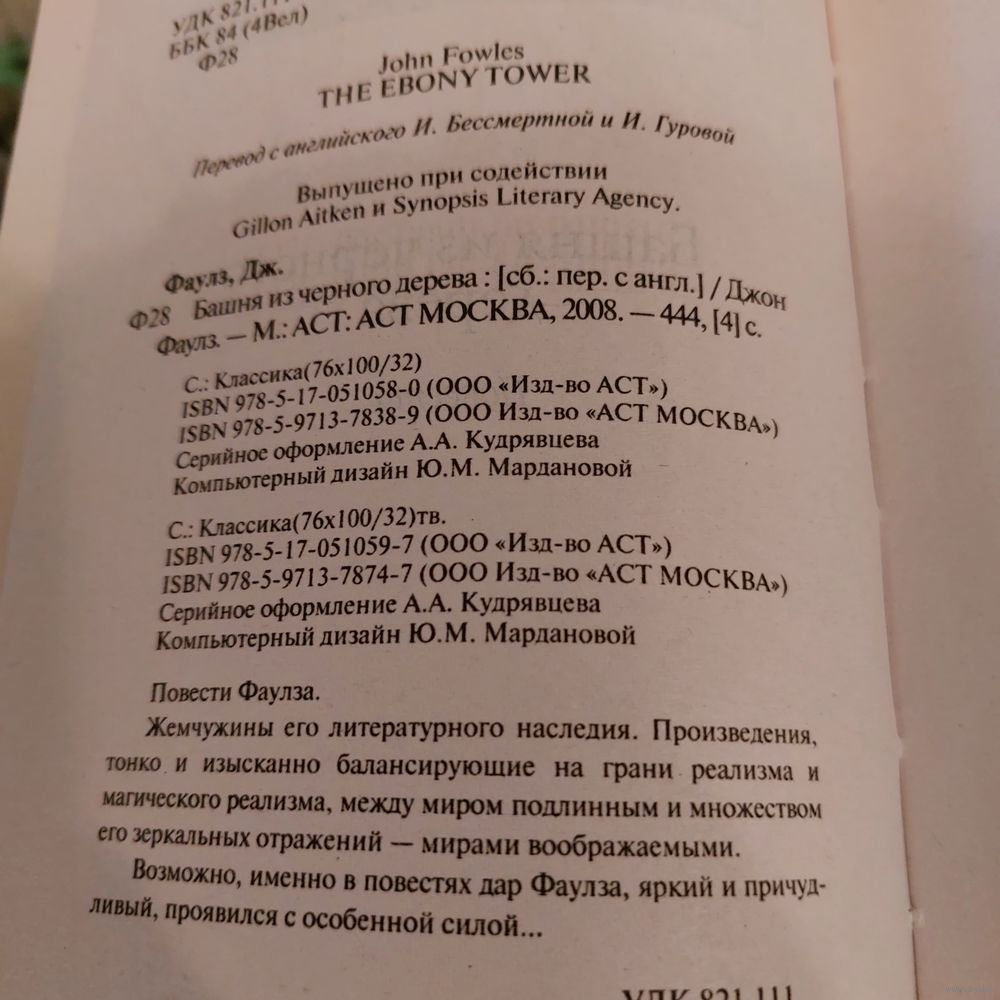 УДК 821.111
ББК 84 (4Вел)
Ф28
John Fowles
THE EBONY TOWER
Перевод с английского И. Бессмертной и И. Гуровой
Выпущено при содействии
Gillon Aitken и Synopsis Literary Agency.
Фаулз, Дж.
Ф28 Башня из черного дерева : [сб.: пер. с англ.] / Джон
Фаулз. — М.: АСТ: АСТ МОСКВА, 2008. — 444, [4] с.
С.: Классика(76x100/32)
ISBN 978-5-17-051058-0 (ООО «Изд-во АСТ»)
ISBN 978-5-9713-7838-9 (ООО Изд-во «АСТ МОСКВА»)
Серийное оформление А.А. Кудрявцева
Компьютерный дизайн Ю.М. Мардановой
С.: Классика(76x100/32)тв.
ISBN 978-5-17-051059-7 (ООО «Изд-во АСТ»)
ISBN 978-5-9713-7874-7 (ООО Изд-во «АСТ МОСКВА»)
Серийное оформление А.А. Кудрявцева
Компьютерный дизайн Ю.М. Мардановой
Повести Фаулза.
Жемчужины его литературного наследия. Произведения,
тонко и изысканно балансирующие на грани реализма и
магического реализма, между миром подлинным и множеством
его зеркальных отражений — мирами воображаемыми.
Возможно, именно в повестях дар Фаулза, яркий и причуд-
ливый, проявился с особенной силой...
УДК 821.111